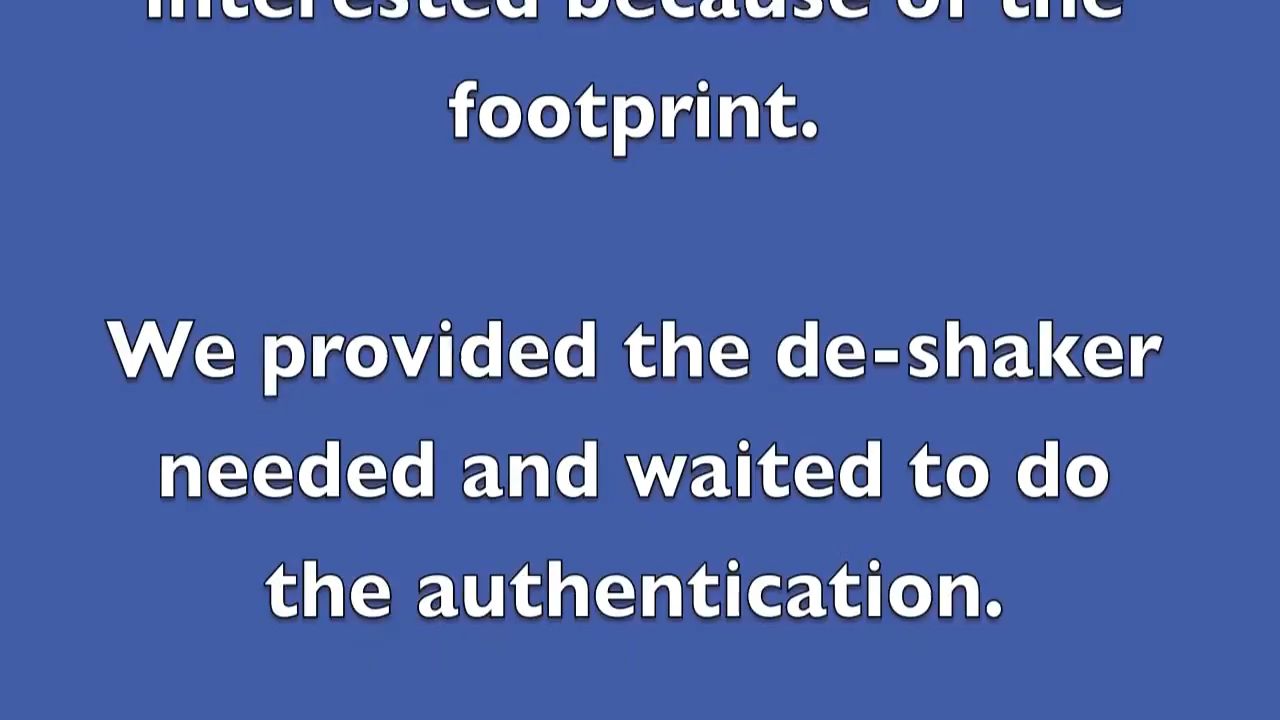 interested because of the
footprint.
We provided the de-shaker
needed and waited to do
the authentication.